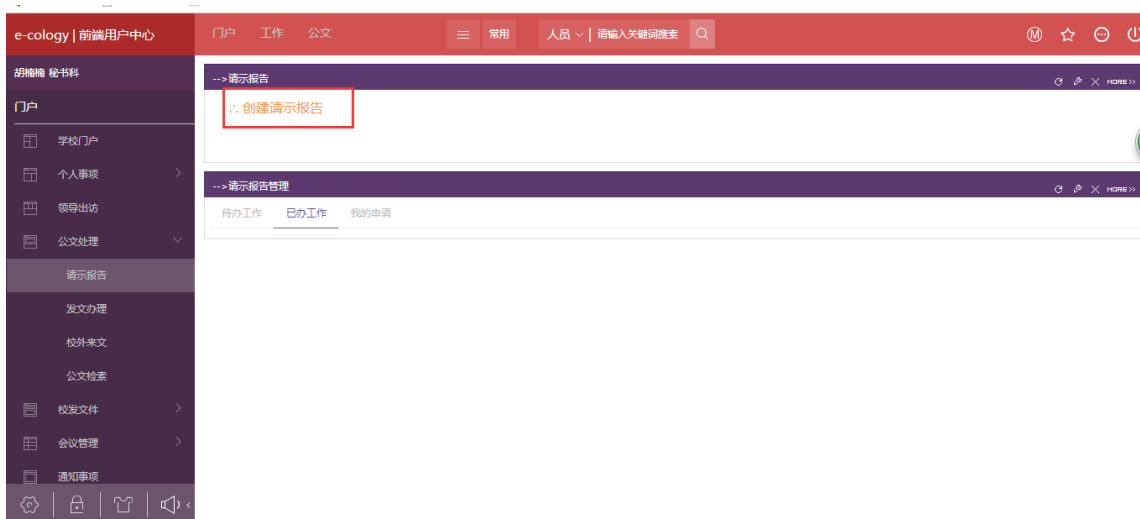 e-cology | 前端用户中心
门户 工作 公文
常用
人员
请输入关键词搜索
M
胡楠楠 秘书科
门户
学校门户
个人事项
领导出访
公文处理
请示报告
发文办理
校外来文
公文检索
校发文件
会议管理
通知事项
-->请示报告
MORE >>
∴ 创建请示报告
-->请示报告管理
MORE >>
待办工作 已办工作 我的申请